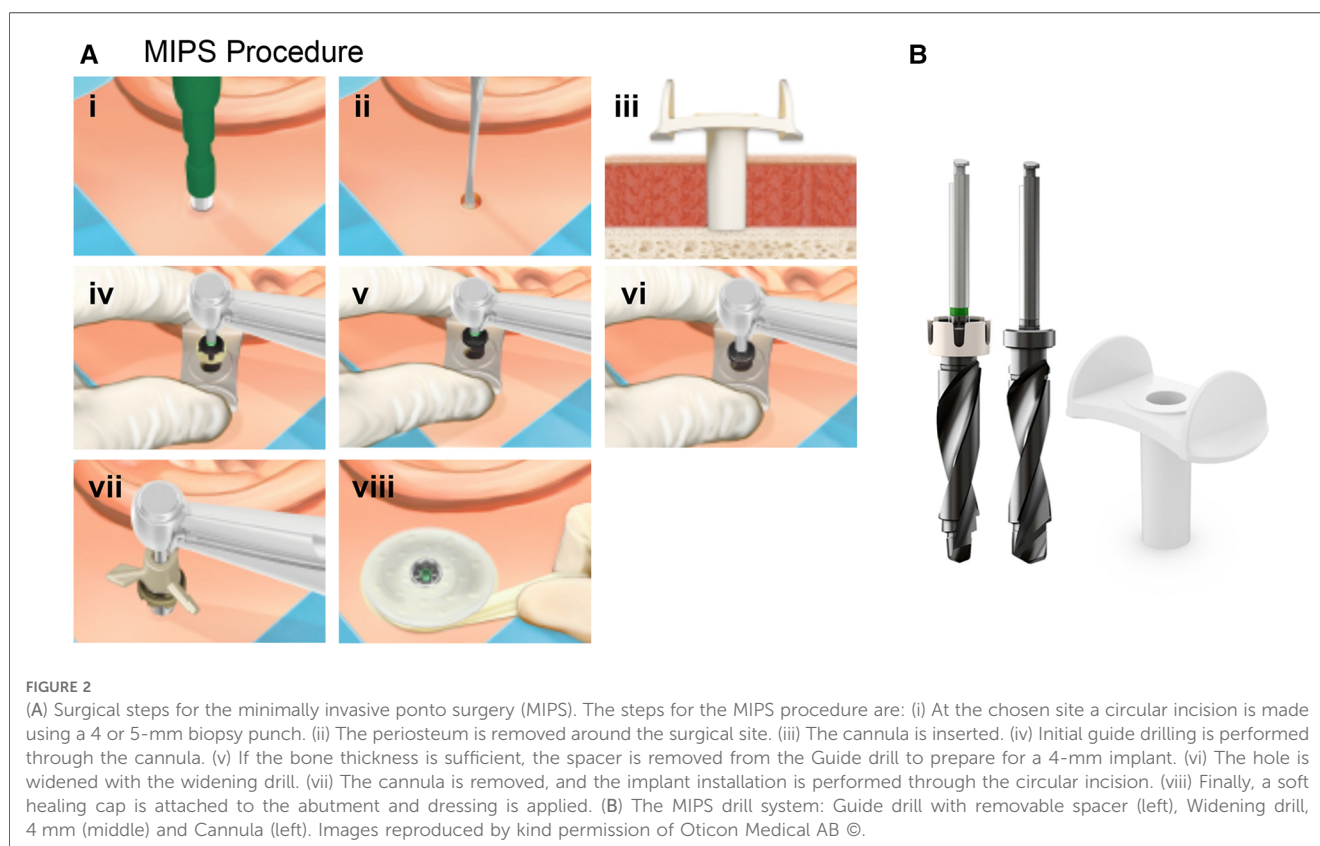 A MIPS Procedure
B
i
ii
iii
iv
v
vi
vii
viii
FIGURE 2
(A) Surgical steps for the minimally invasive ponto surgery (MIPS). The steps for the MIPS procedure are: (i) At the chosen site a circular incision is made
using a 4 or 5-mm biopsy punch. (ii) The periosteum is removed around the surgical site. (iii) The cannula is inserted. (iv) Initial guide drilling is performed
through the cannula. (v) If the bone thickness is sufficient, the spacer is removed from the Guide drill to prepare for a 4-mm implant. (vi) The hole is
widened with the widening drill. (vii) The cannula is removed, and the implant installation is performed through the circular incision. (viii) Finally, a soft
healing cap is attached to the abutment and dressing is applied. (B) The MIPS drill system: Guide drill with removable spacer (left), Widening drill,
4 mm (middle) and Cannula (left). Images reproduced by kind permission of Oticon Medical AB ©.